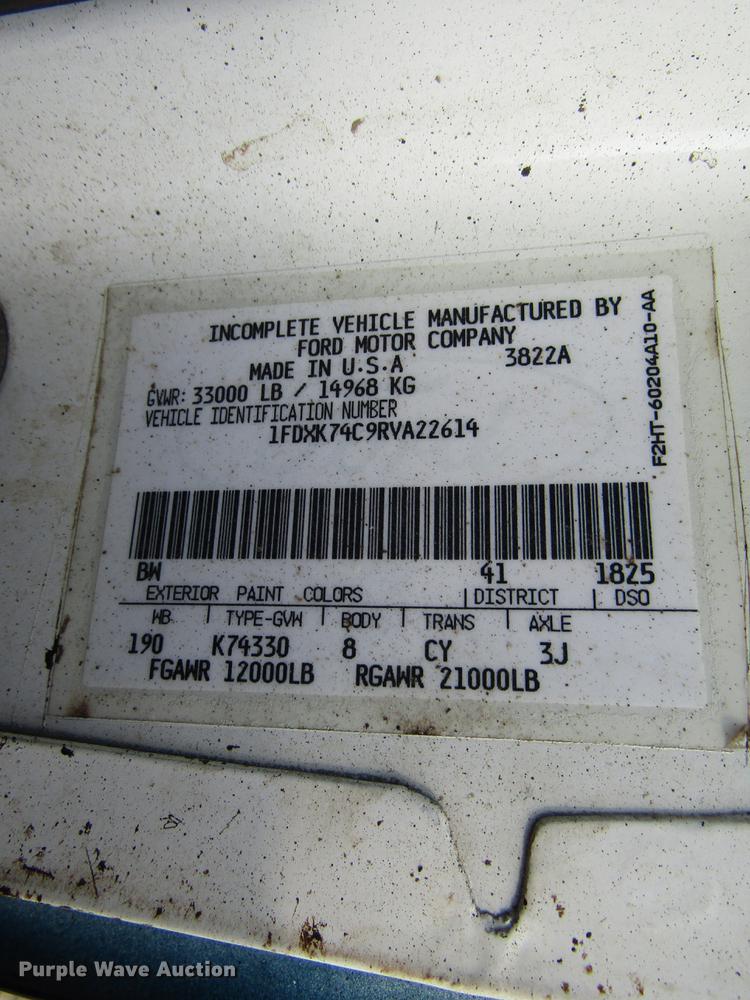 INCOMPLETE VEHICLE MANUFACTURED BY
FORD MOTOR COMPANY
MADE IN U.S.A 3822A
GVWR: 33000 LB / 14968 KG
VEHICLE IDENTIFICATION NUMBER
1FDXK74C9RVA22614
F2HT-60204A10-AA
BW 41 1825
EXTERIOR PAINT COLORS DISTRICT DSO
WB TYPE-GVW BODY TRANS AXLE
190 K74330 8 CY 3J
FGAWR 12000LB RGAWR 21000LB
Purple Wave Auction